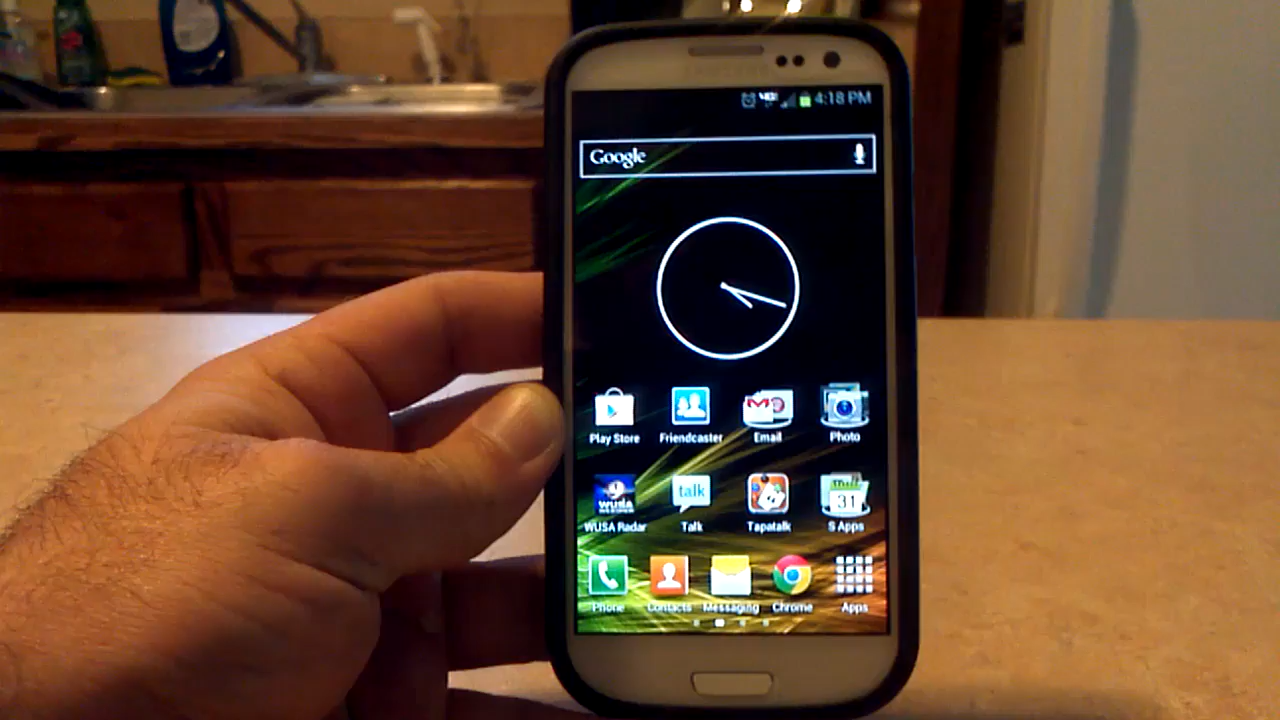 4:18 PM
Google
Play Store
Friendcaster
Email
Photo
WUSA
talk
31
WUSA Radar
Talk
Tapatalk
S Apps
Phone
Contacts
Messaging
Chrome
Apps